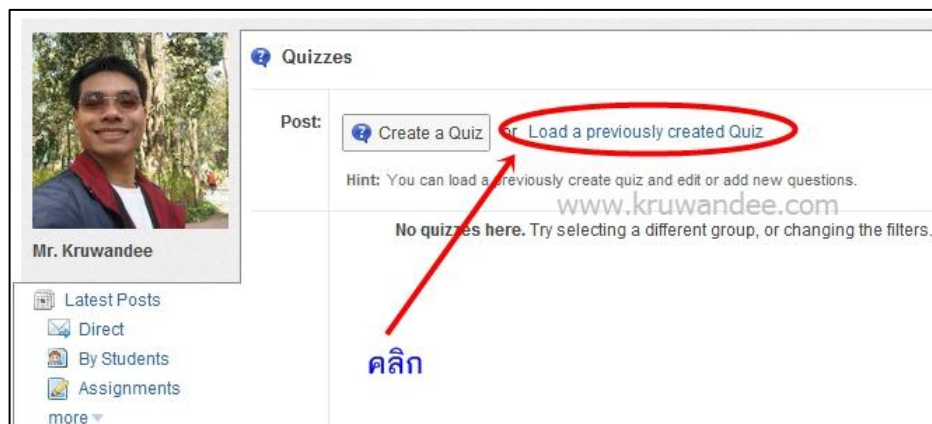 Quizzes
Post:
Create a Quiz or Load a previously created Quiz
Hint: You can load a previously create quiz and edit or add new questions.
www.kruwandee.com
No quizzes here. Try selecting a different group, or changing the filters.
Mr. Kruwandee
Latest Posts
Direct
By Students
Assignments
more
คลิก